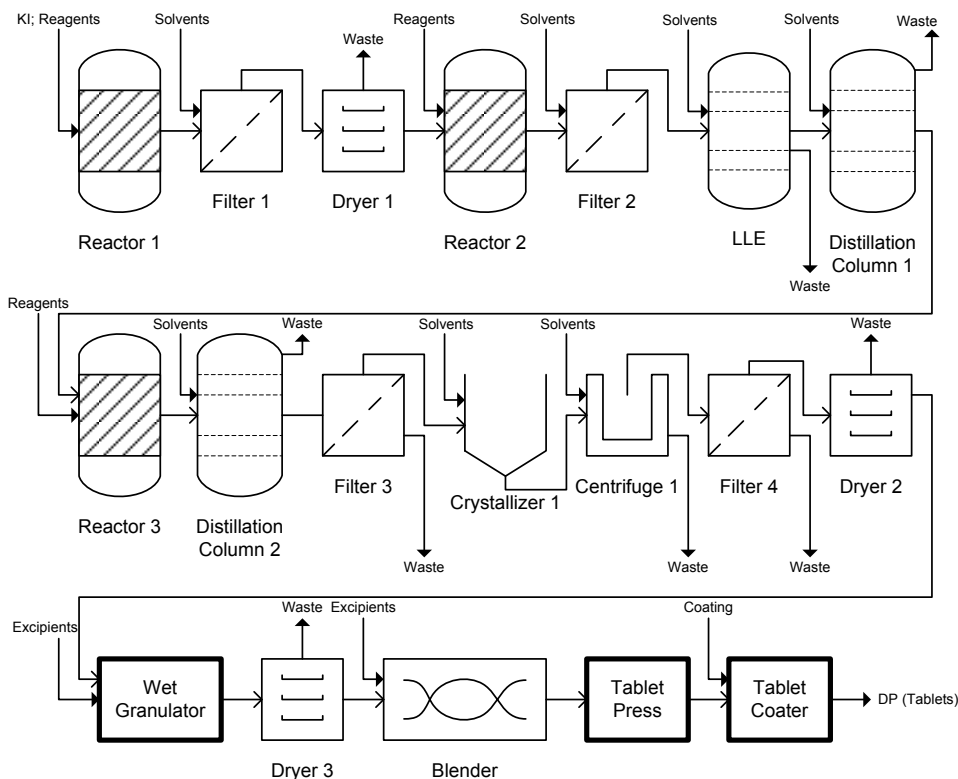 KI; Reagents
Solvents
Waste
Reagents
Solvents
Solvents
Solvents
Waste
Reactor 1
Filter 1
Dryer 1
Reactor 2
Filter 2
LLE
Distillation
Column 1
Waste
Reagents
Solvents
Waste
Solvents
Solvents
Waste
Reactor 3
Distillation
Column 2
Filter 3
Crystallizer 1
Centrifuge 1
Filter 4
Dryer 2
Waste
Waste
Waste
Excipients
Waste
Excipients
Coating
Wet
Granulator
Tablet
Press
Tablet
Coater
DP (Tablets)
Dryer 3
Blender